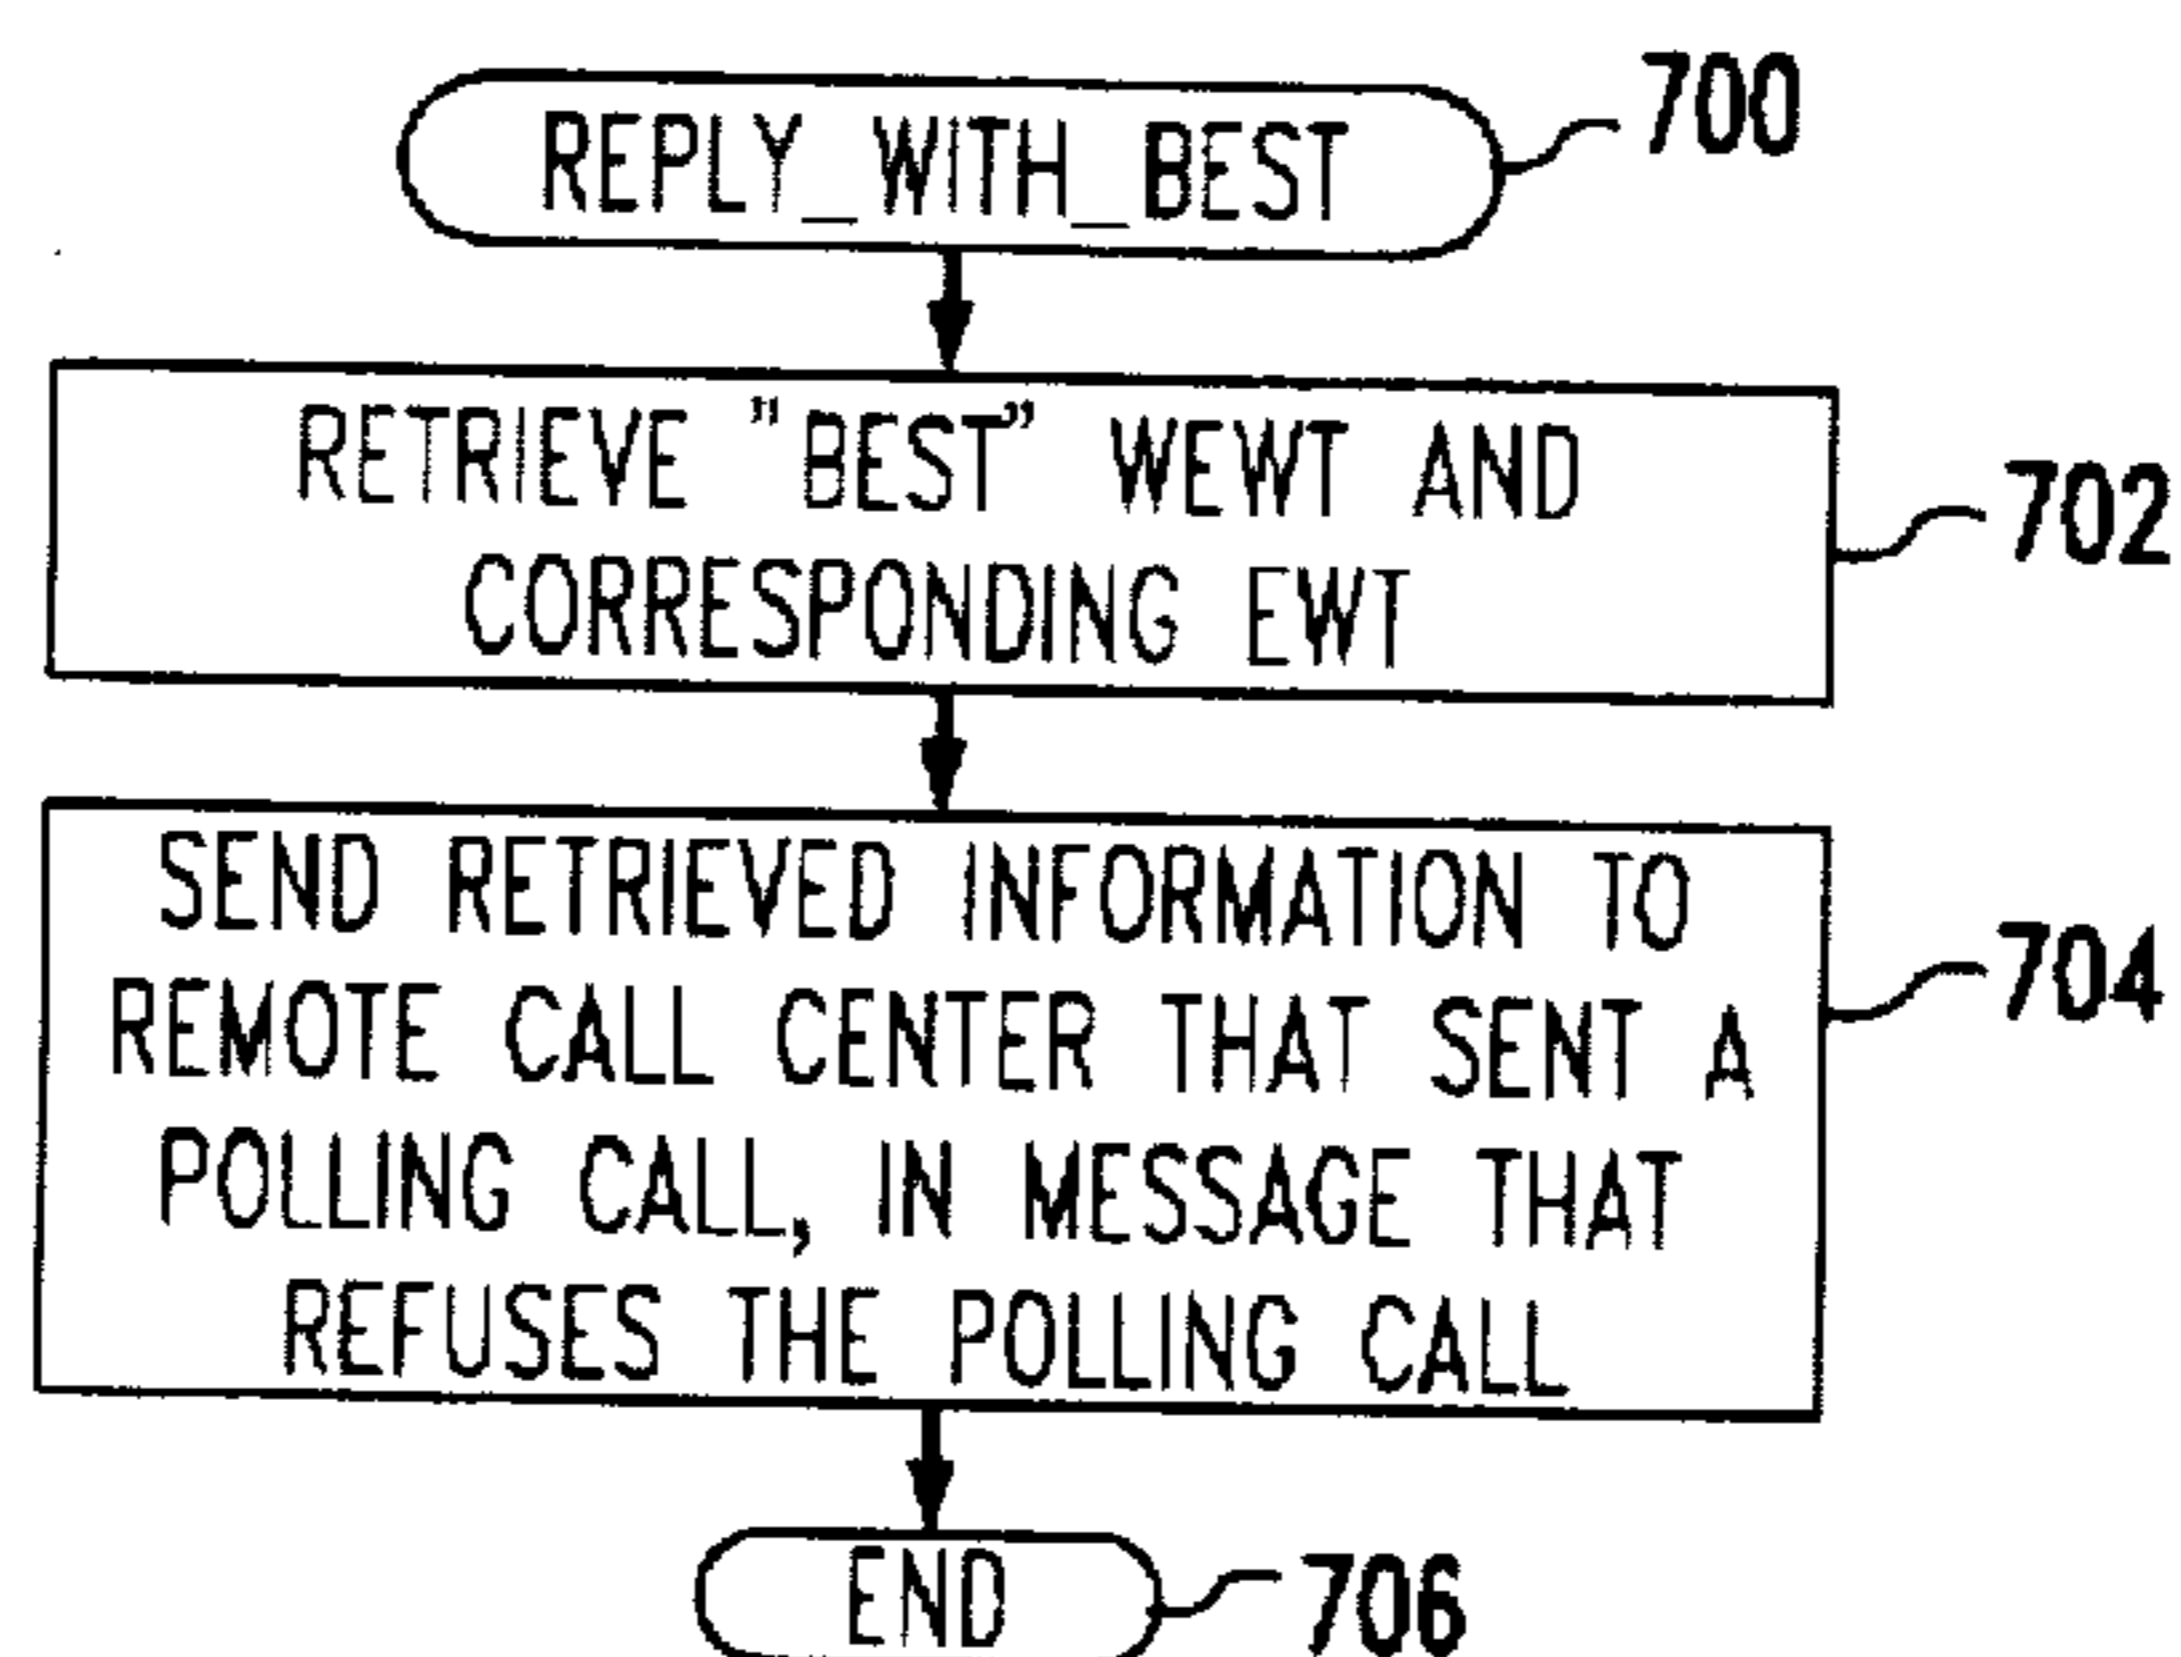 REPLY_WITH_BEST
700
RETRIEVE "BEST" WEWT AND
CORRESPONDING EWT
702
SEND RETRIEVED INFORMATION TO
REMOTE CALL CENTER THAT SENT A
POLLING CALL, IN MESSAGE THAT
REFUSES THE POLLING CALL
704
END
706